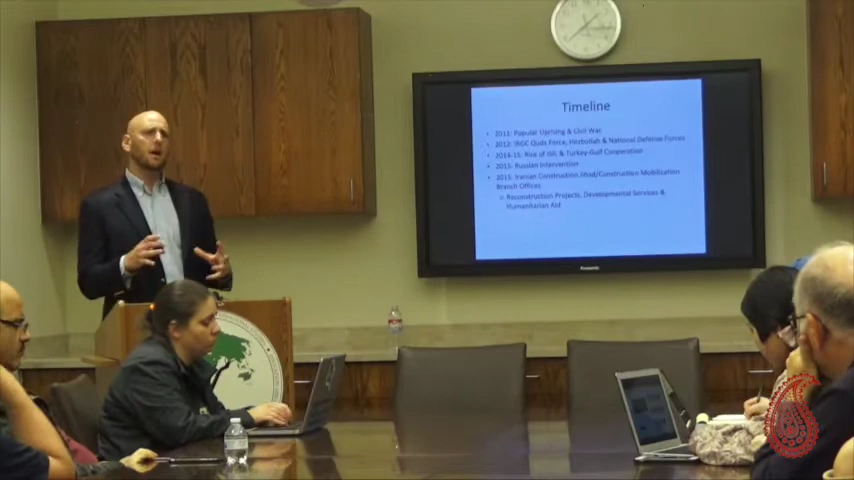 Timeline
• 2011: Popular Uprising & Civil War
• 2012: IRGC Quds Force, Hezbollah & National Defense Forces
• 2014-15: Rise of ISIL & Turkey-Gulf Cooperation
• 2015: Russian Intervention
• 2015: Iranian Construction Jihad/Construction Mobilization
Branch Offices
o Reconstruction Projects, Developmental Services &
Humanitarian Aid
Panasonic